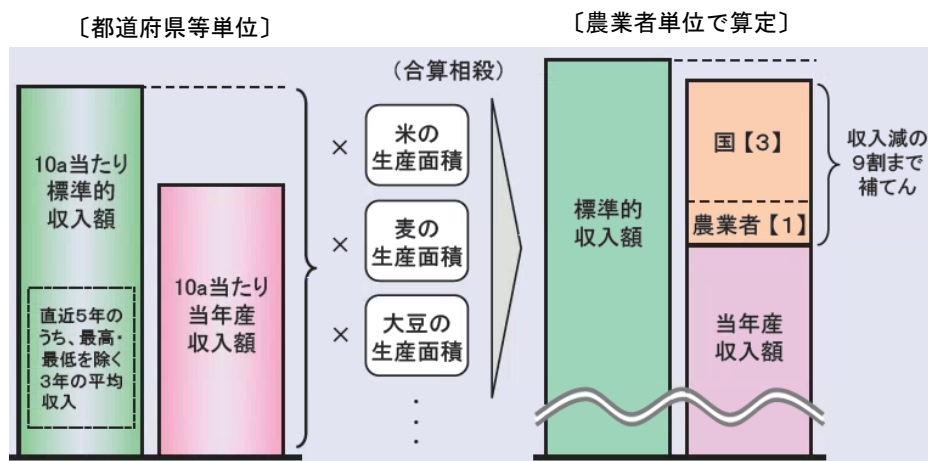 〔都道府県等単位〕
10a当たり
標準的
収入額
直近5年の
うち、最高・
最低を除く
3年の平均
収入
10a当たり
当年産
収入額
(合算相殺)
×
米の
生産面積
×
麦の
生産面積
×
大豆の
生産面積
・
・
・
〔農業者単位で算定〕
標準的
収入額
国【3】
農業者【1】
当年産
収入額
収入減の
9割まで
補てん